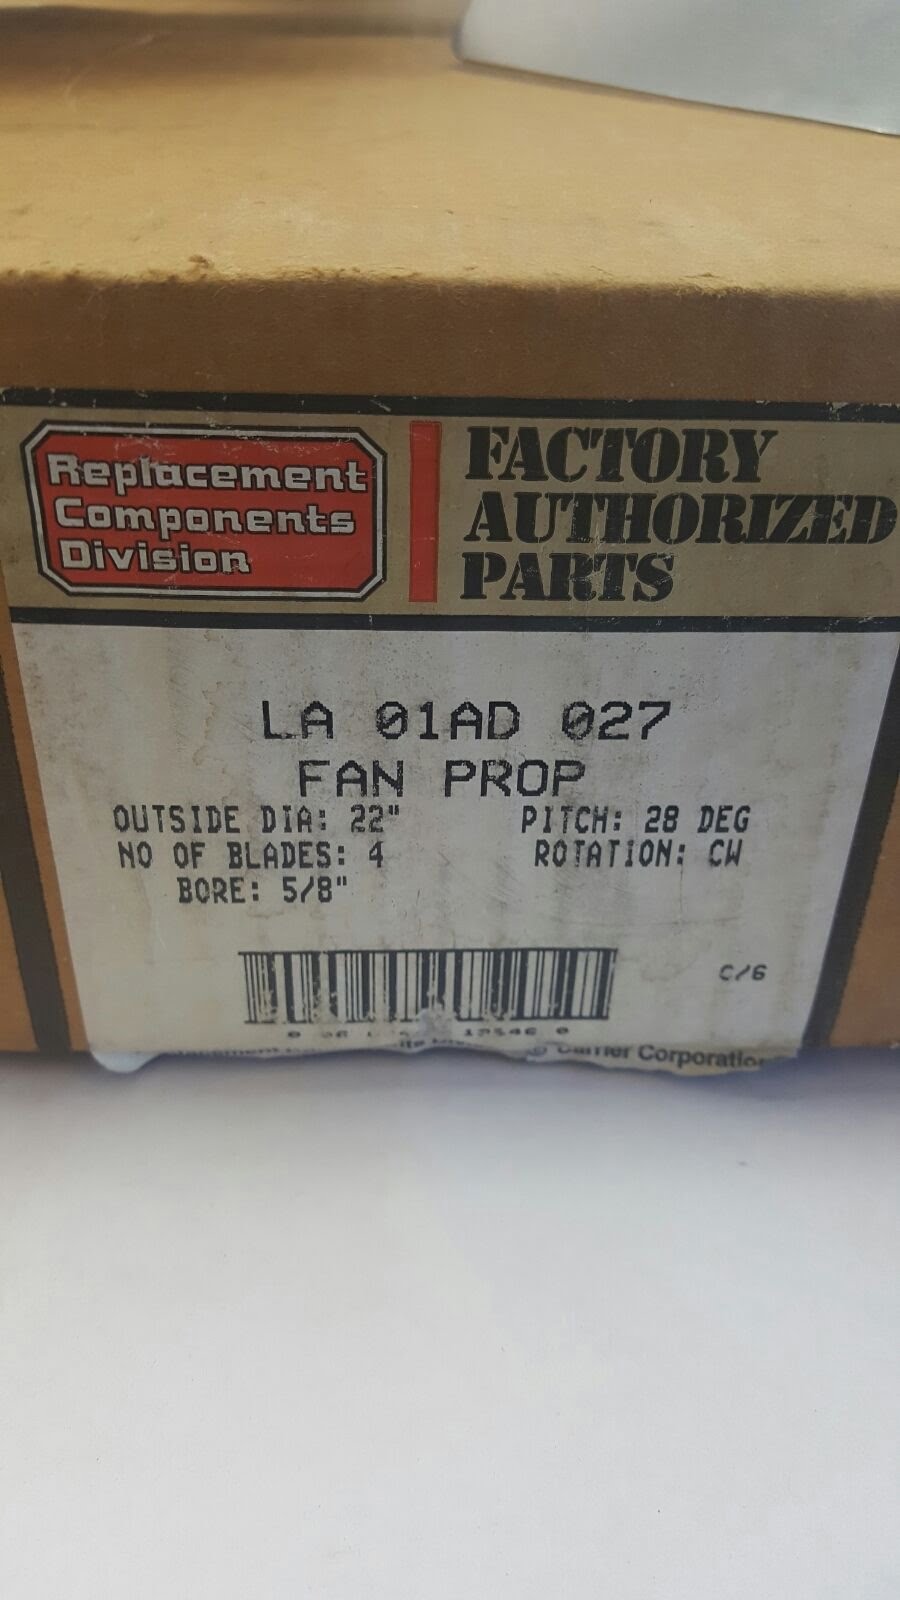 Replacement
Components
Division
FACTORY
AUTHORIZED
PARTS
LA 01AD 027
FAN PROP
OUTSIDE DIA: 22" PITCH: 28 DEG
NO OF BLADES: 4 ROTATION: CW
BORE: 5/8"
C/6
© Carrier Corporation